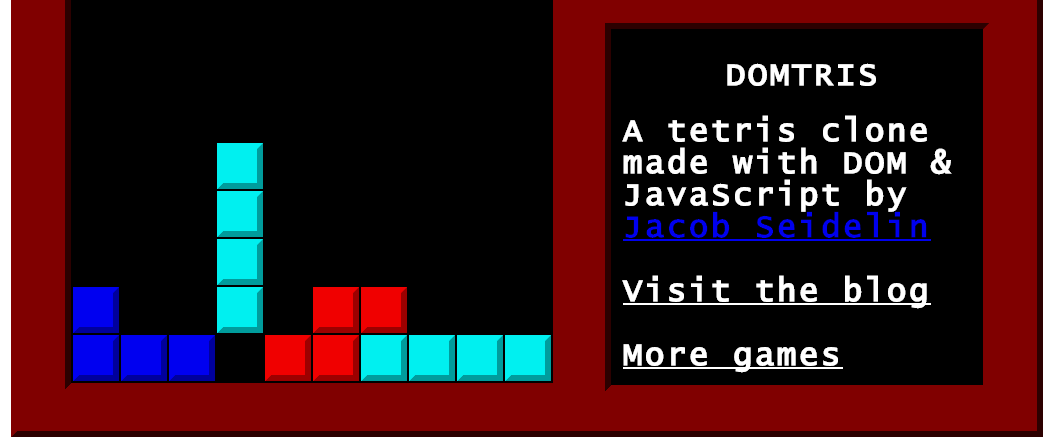 DOMTRIS
A tetris clone
made with DOM &
JavaScript by
Jacob Seidelin
Visit the blog
More games